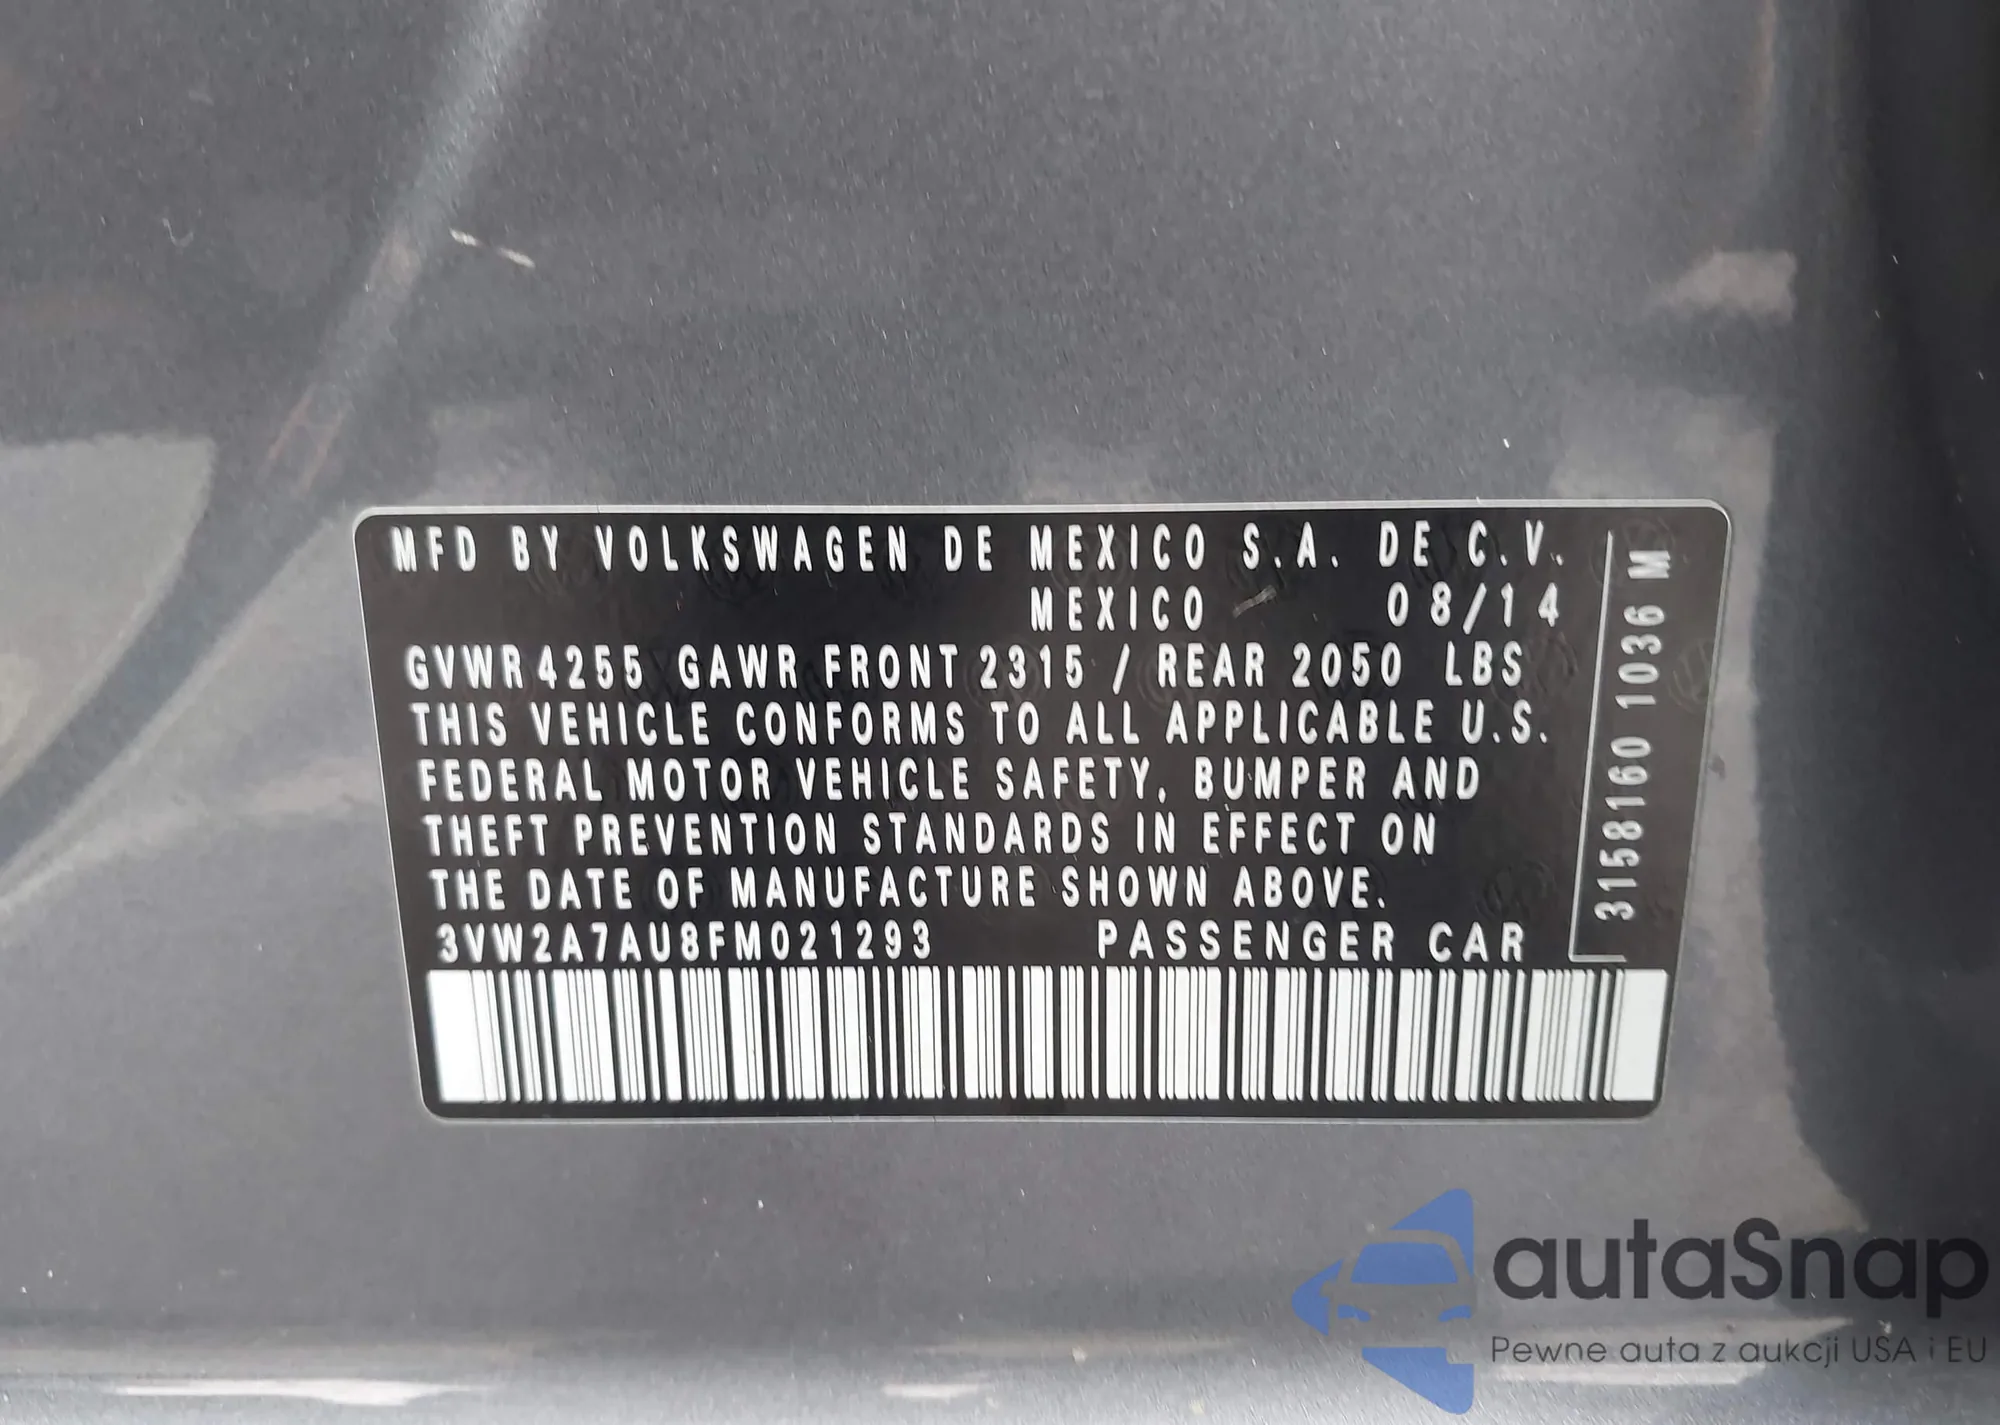 MFD BY VOLKSWAGEN DE MEXICO S.A. DE C.V.
MEXICO 08/14
GVWR 4255 GAWR FRONT 2315 / REAR 2050 LBS
THIS VEHICLE CONFORMS TO ALL APPLICABLE U.S.
FEDERAL MOTOR VEHICLE SAFETY, BUMPER AND
THEFT PREVENTION STANDARDS IN EFFECT ON
THE DATE OF MANUFACTURE SHOWN ABOVE.
3VW2A7AU8FM021293 PASSENGER CAR
3158160 1036 M
autaSnap
Pewne auta z aukcji USA i EU